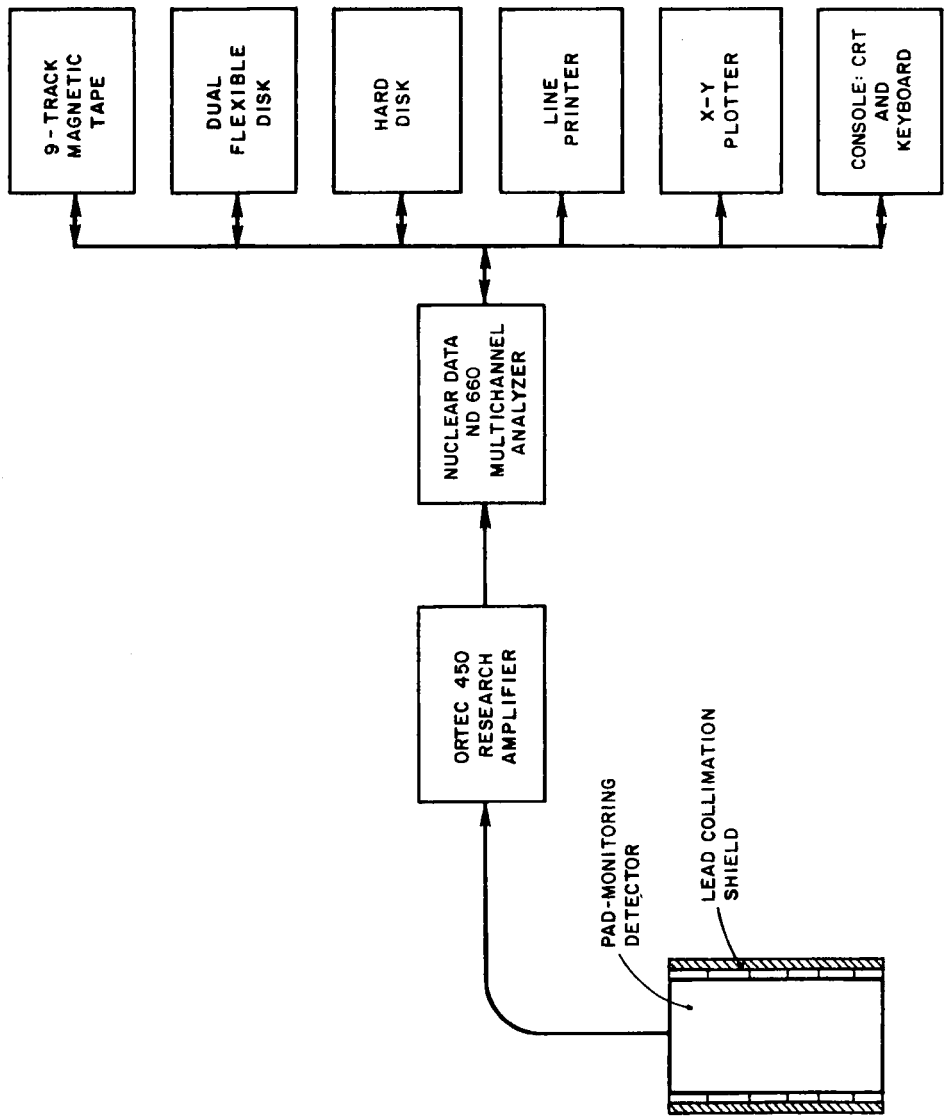 9-TRACK
MAGNETIC
TAPE
DUAL
FLEXIBLE
DISK
HARD
DISK
LINE
PRINTER
X-Y
PLOTTER
CONSOLE: CRT
AND
KEYBOARD
NUCLEAR DATA
ND 660
MULTICHANNEL
ANALYZER
ORTEC 450
RESEARCH
AMPLIFIER
PAD-MONITORING
DETECTOR
LEAD COLLIMATION
SHIELD